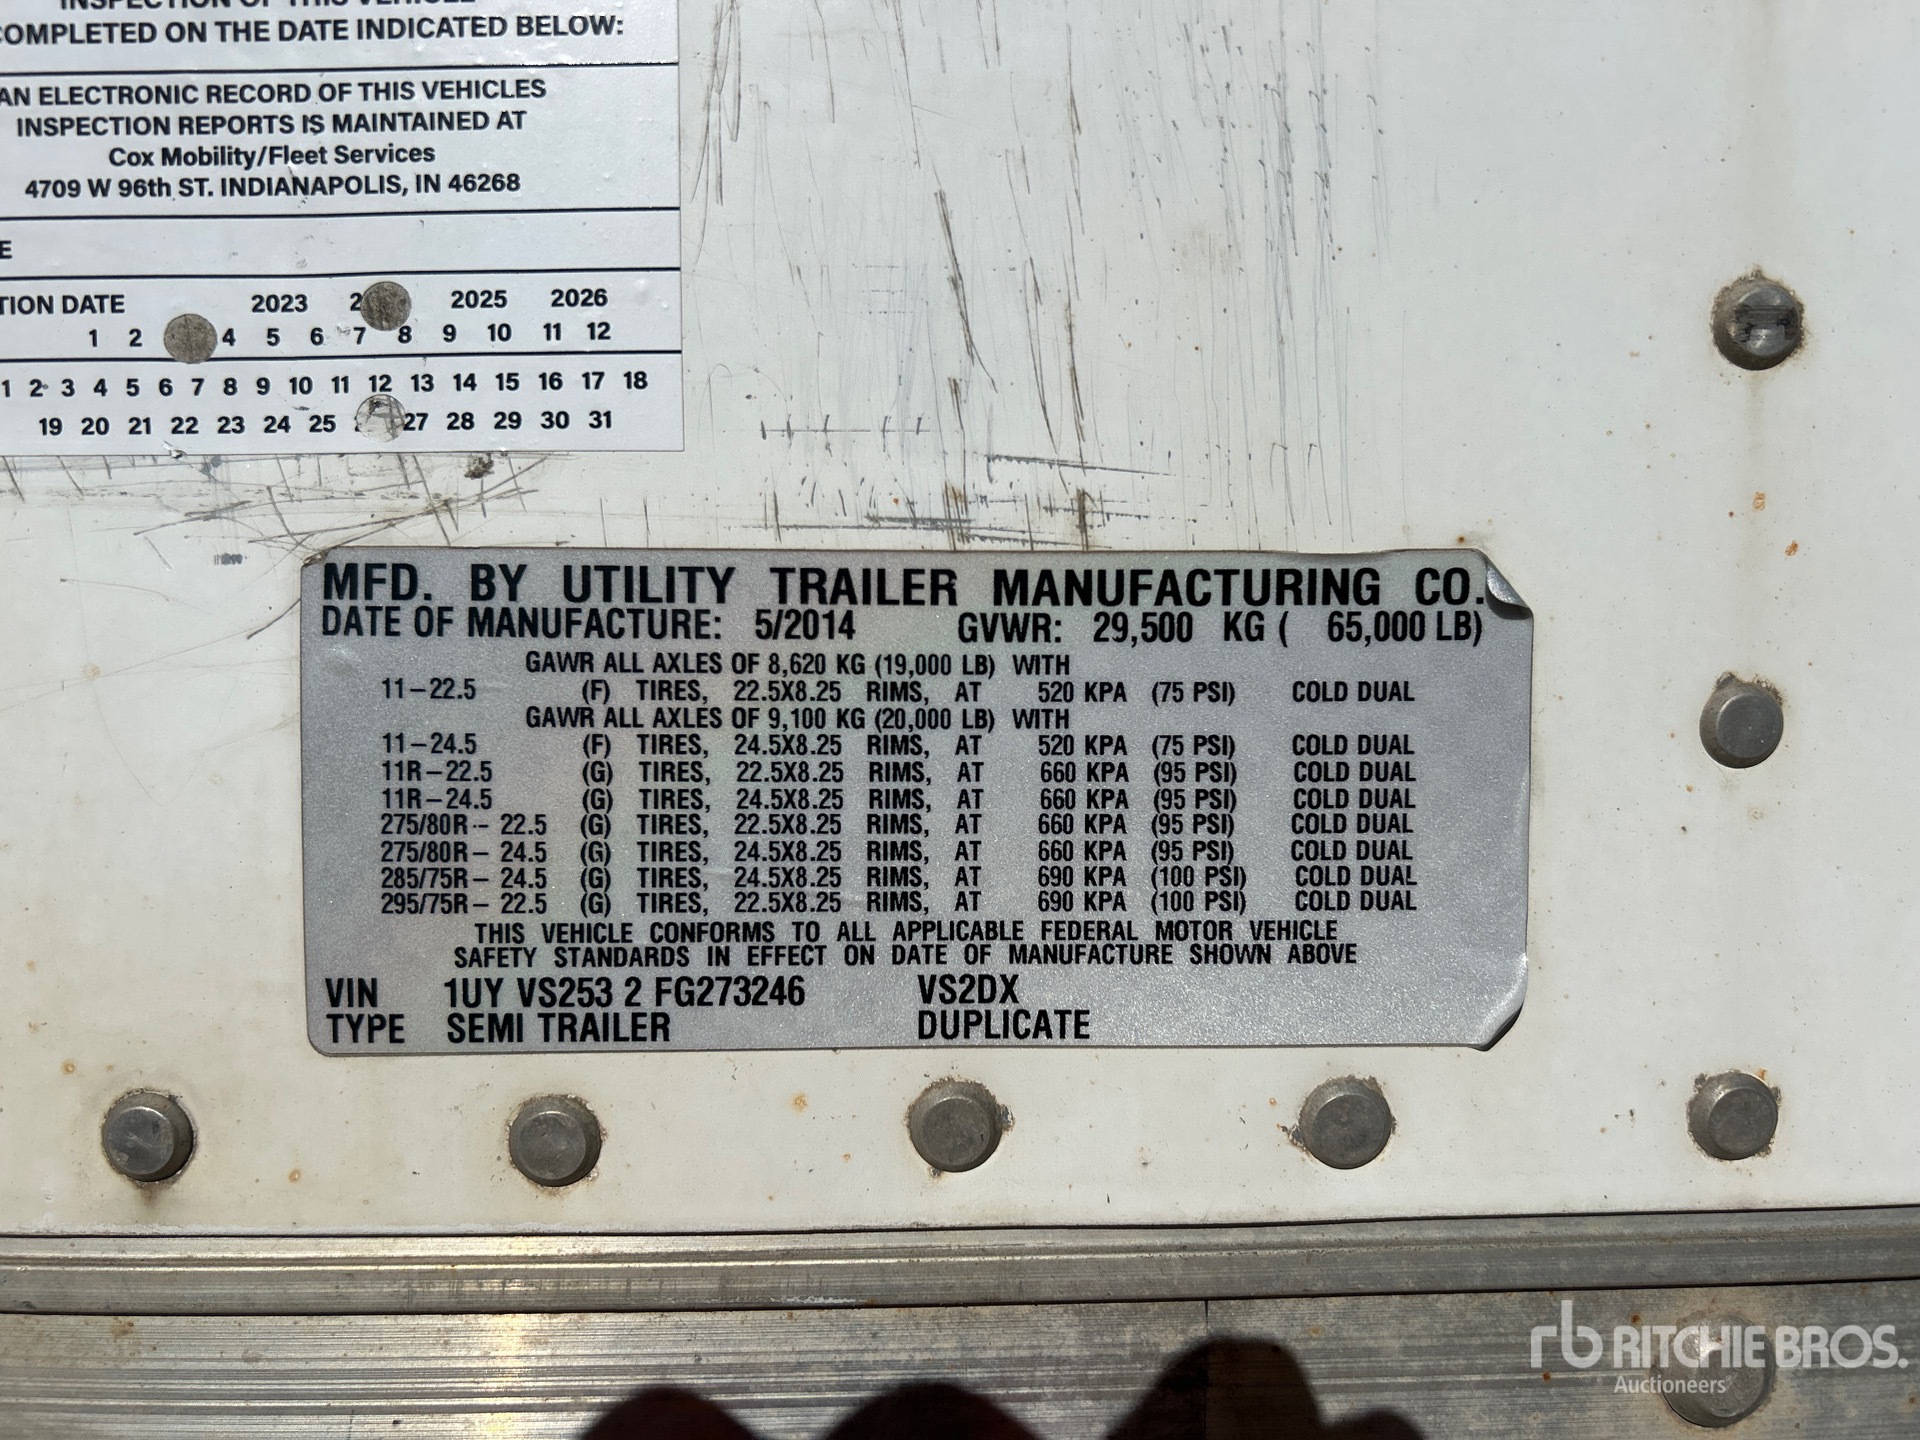 INSPECTION OF THIS VEHICLE
COMPLETED ON THE DATE INDICATED BELOW:
AN ELECTRONIC RECORD OF THIS VEHICLES
INSPECTION REPORTS IS MAINTAINED AT
Cox Mobility/Fleet Services
4709 W 96th ST. INDIANAPOLIS, IN 46268
E
TION DATE 2023 2 2025 2026
1 2 4 5 6 7 8 9 10 11 12
1 2 3 4 5 6 7 8 9 10 11 12 13 14 15 16 17 18
19 20 21 22 23 24 25 27 28 29 30 31
MFD. BY UTILITY TRAILER MANUFACTURING CO.
DATE OF MANUFACTURE: 5/2014 GVWR: 29,500 KG ( 65,000 LB)
GAWR ALL AXLES OF 8,620 KG (19,000 LB) WITH
11-22.5 (F) TIRES, 22.5X8.25 RIMS, AT 520 KPA (75 PSI) COLD DUAL
GAWR ALL AXLES OF 9,100 KG (20,000 LB) WITH
11-24.5 (F) TIRES, 24.5X8.25 RIMS, AT 520 KPA (75 PSI) COLD DUAL
11R-22.5 (G) TIRES, 22.5X8.25 RIMS, AT 660 KPA (95 PSI) COLD DUAL
11R-24.5 (G) TIRES, 24.5X8.25 RIMS, AT 660 KPA (95 PSI) COLD DUAL
275/80R- 22.5 (G) TIRES, 22.5X8.25 RIMS, AT 660 KPA (95 PSI) COLD DUAL
275/80R- 24.5 (G) TIRES, 24.5X8.25 RIMS, AT 660 KPA (95 PSI) COLD DUAL
285/75R- 24.5 (G) TIRES, 24.5X8.25 RIMS, AT 690 KPA (100 PSI) COLD DUAL
295/75R- 22.5 (G) TIRES, 22.5X8.25 RIMS, AT 690 KPA (100 PSI) COLD DUAL
THIS VEHICLE CONFORMS TO ALL APPLICABLE FEDERAL MOTOR VEHICLE
SAFETY STANDARDS IN EFFECT ON DATE OF MANUFACTURE SHOWN ABOVE
VIN 1UY VS253 2 FG273246 VS2DX
TYPE SEMI TRAILER DUPLICATE
rb RITCHIE BROS.
Auctioneers